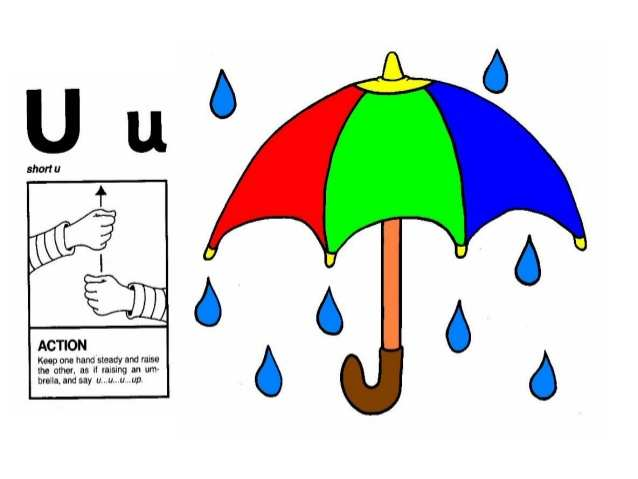 U u
short u
ACTION
Keep one hand steady and raise
the other, as if raising an um-
brella, and say u...u...u...up.